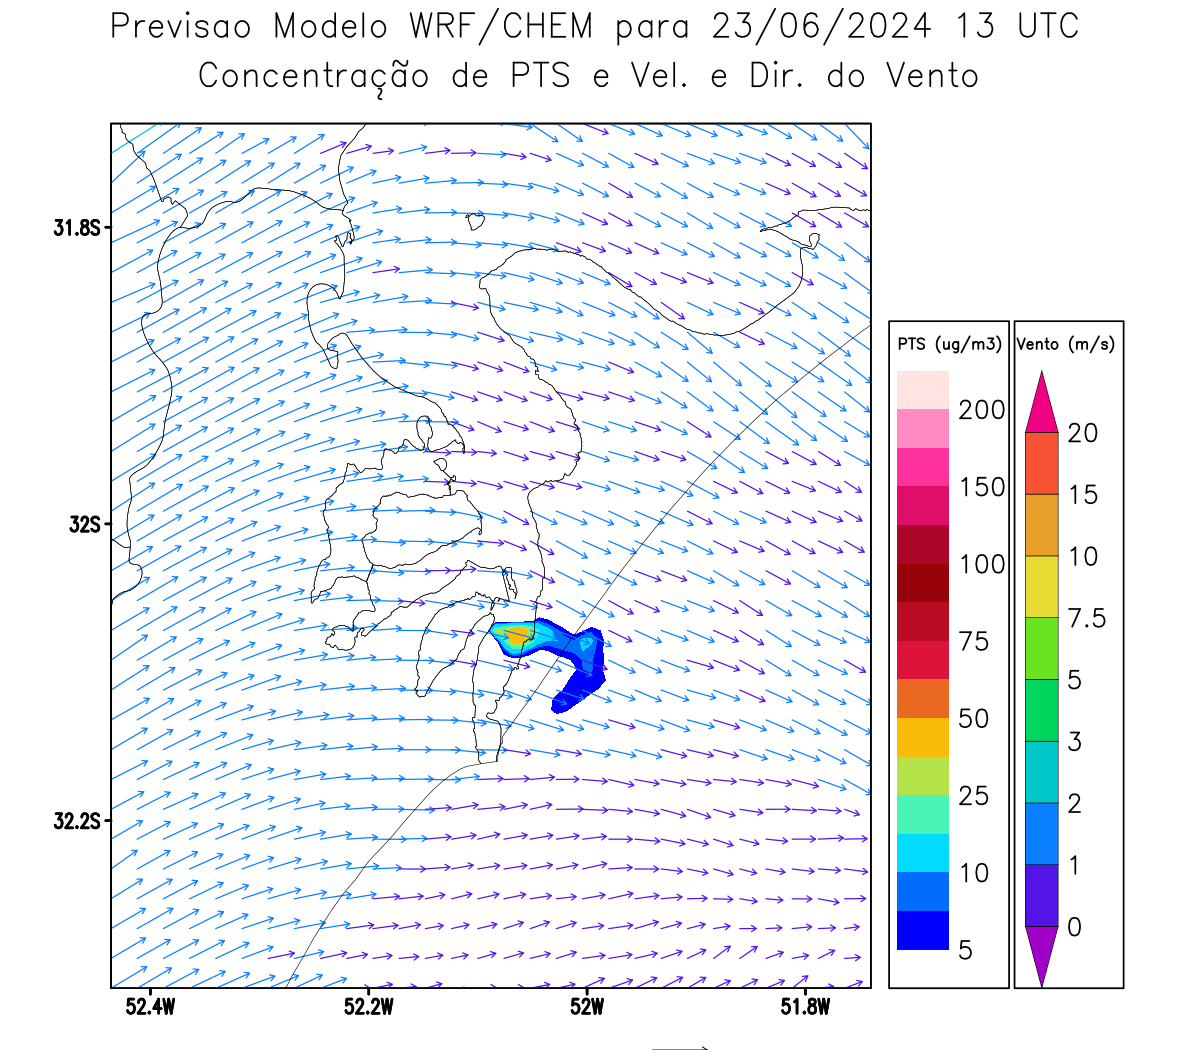 Previsao Modelo WRF/CHEM para 23/06/2024 13 UTC
Concentração de PTS e Vel. e Dir. do Vento
31.8S
32S
32.2S
52.4W
52.2W
52W
51.8W
PTS (ug/m3)
200
150
100
75
50
25
10
5
Vento (m/s)
20
15
10
7.5
5
3
2
1
0